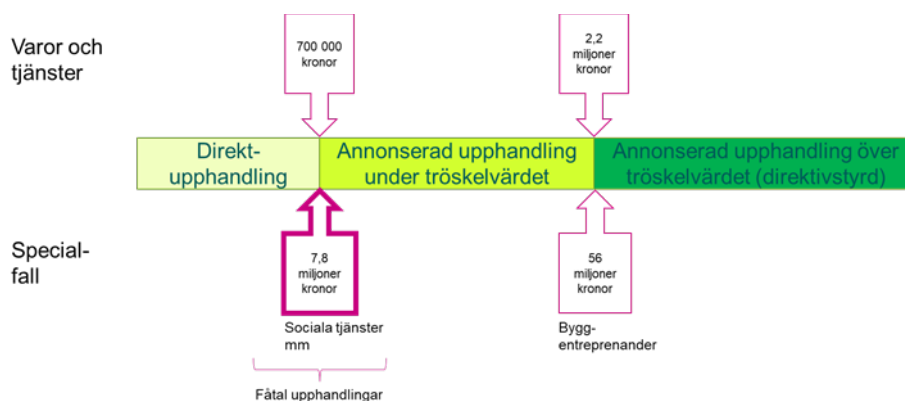 Varor och
tjänster
700 000
kronor
2,2
miljoner
kronor
Direkt-
upphandling
Annonserad upphandling
under tröskelvärdet
Annonserad upphandling över
tröskelvärdet (direktivstyrd)
Special-
fall
7,8
miljoner
kronor
56
miljoner
kronor
Sociala tjänster
mm
Bygg-
entreprenander
Fåtal upphandlingar